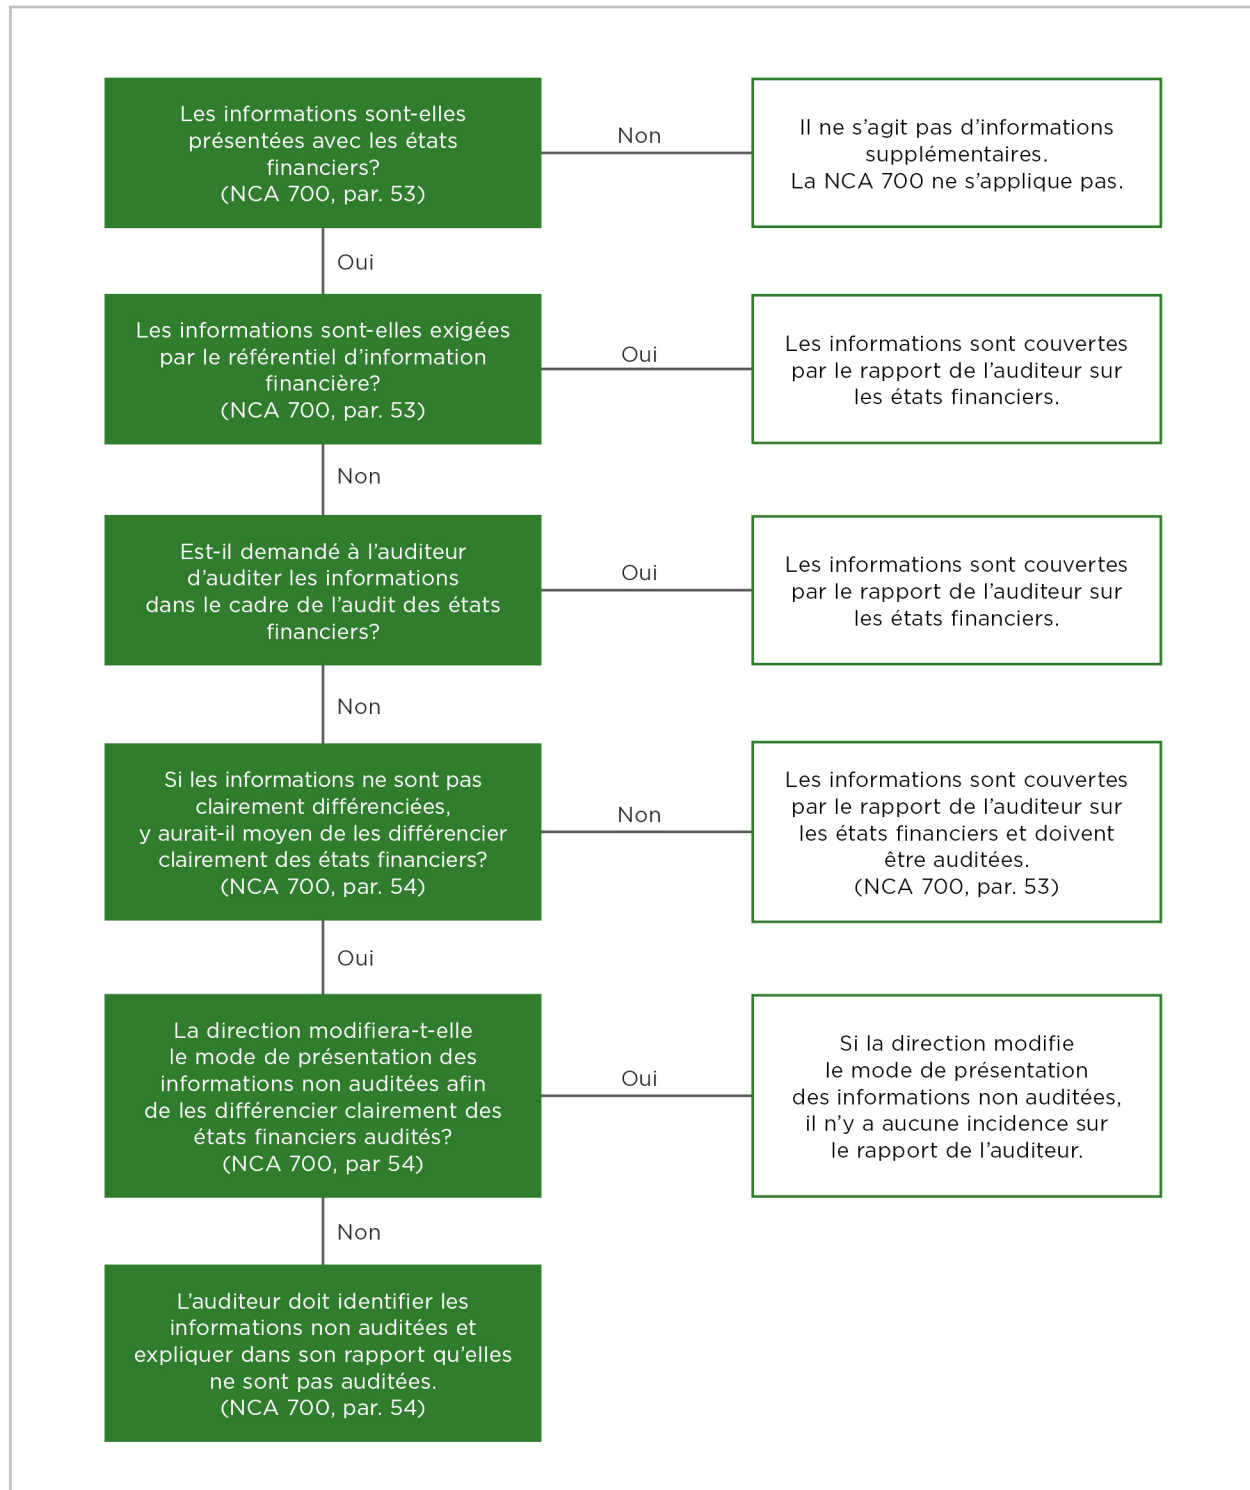 Les informations sont-elles
présentées avec les états
financiers?
(NCA 700, par. 53)
Non
Il ne s’agit pas d’informations
supplémentaires.
La NCA 700 ne s’applique pas.
Oui
Les informations sont-elles exigées
par le référentiel d’information
financière?
(NCA 700, par. 53)
Oui
Les informations sont couvertes
par le rapport de l’auditeur sur
les états financiers.
Non
Est-il demandé à l’auditeur
d’auditer les informations
dans le cadre de l’audit des états
financiers?
Oui
Les informations sont couvertes
par le rapport de l’auditeur sur
les états financiers.
Non
Si les informations ne sont pas
clairement différenciées,
y aurait-il moyen de les différencier
clairement des états financiers?
(NCA 700, par. 54)
Non
Les informations sont couvertes
par le rapport de l’auditeur sur
les états financiers et doivent
être auditées.
(NCA 700, par. 53)
Oui
La direction modifiera-t-elle
le mode de présentation des
informations non auditées afin
de les différencier clairement des
états financiers audités?
(NCA 700, par 54)
Oui
Si la direction modifie
le mode de présentation
des informations non auditées,
il n’y a aucune incidence sur
le rapport de l’auditeur.
Non
L’auditeur doit identifier les
informations non auditées et
expliquer dans son rapport qu’elles
ne sont pas auditées.
(NCA 700, par. 54)